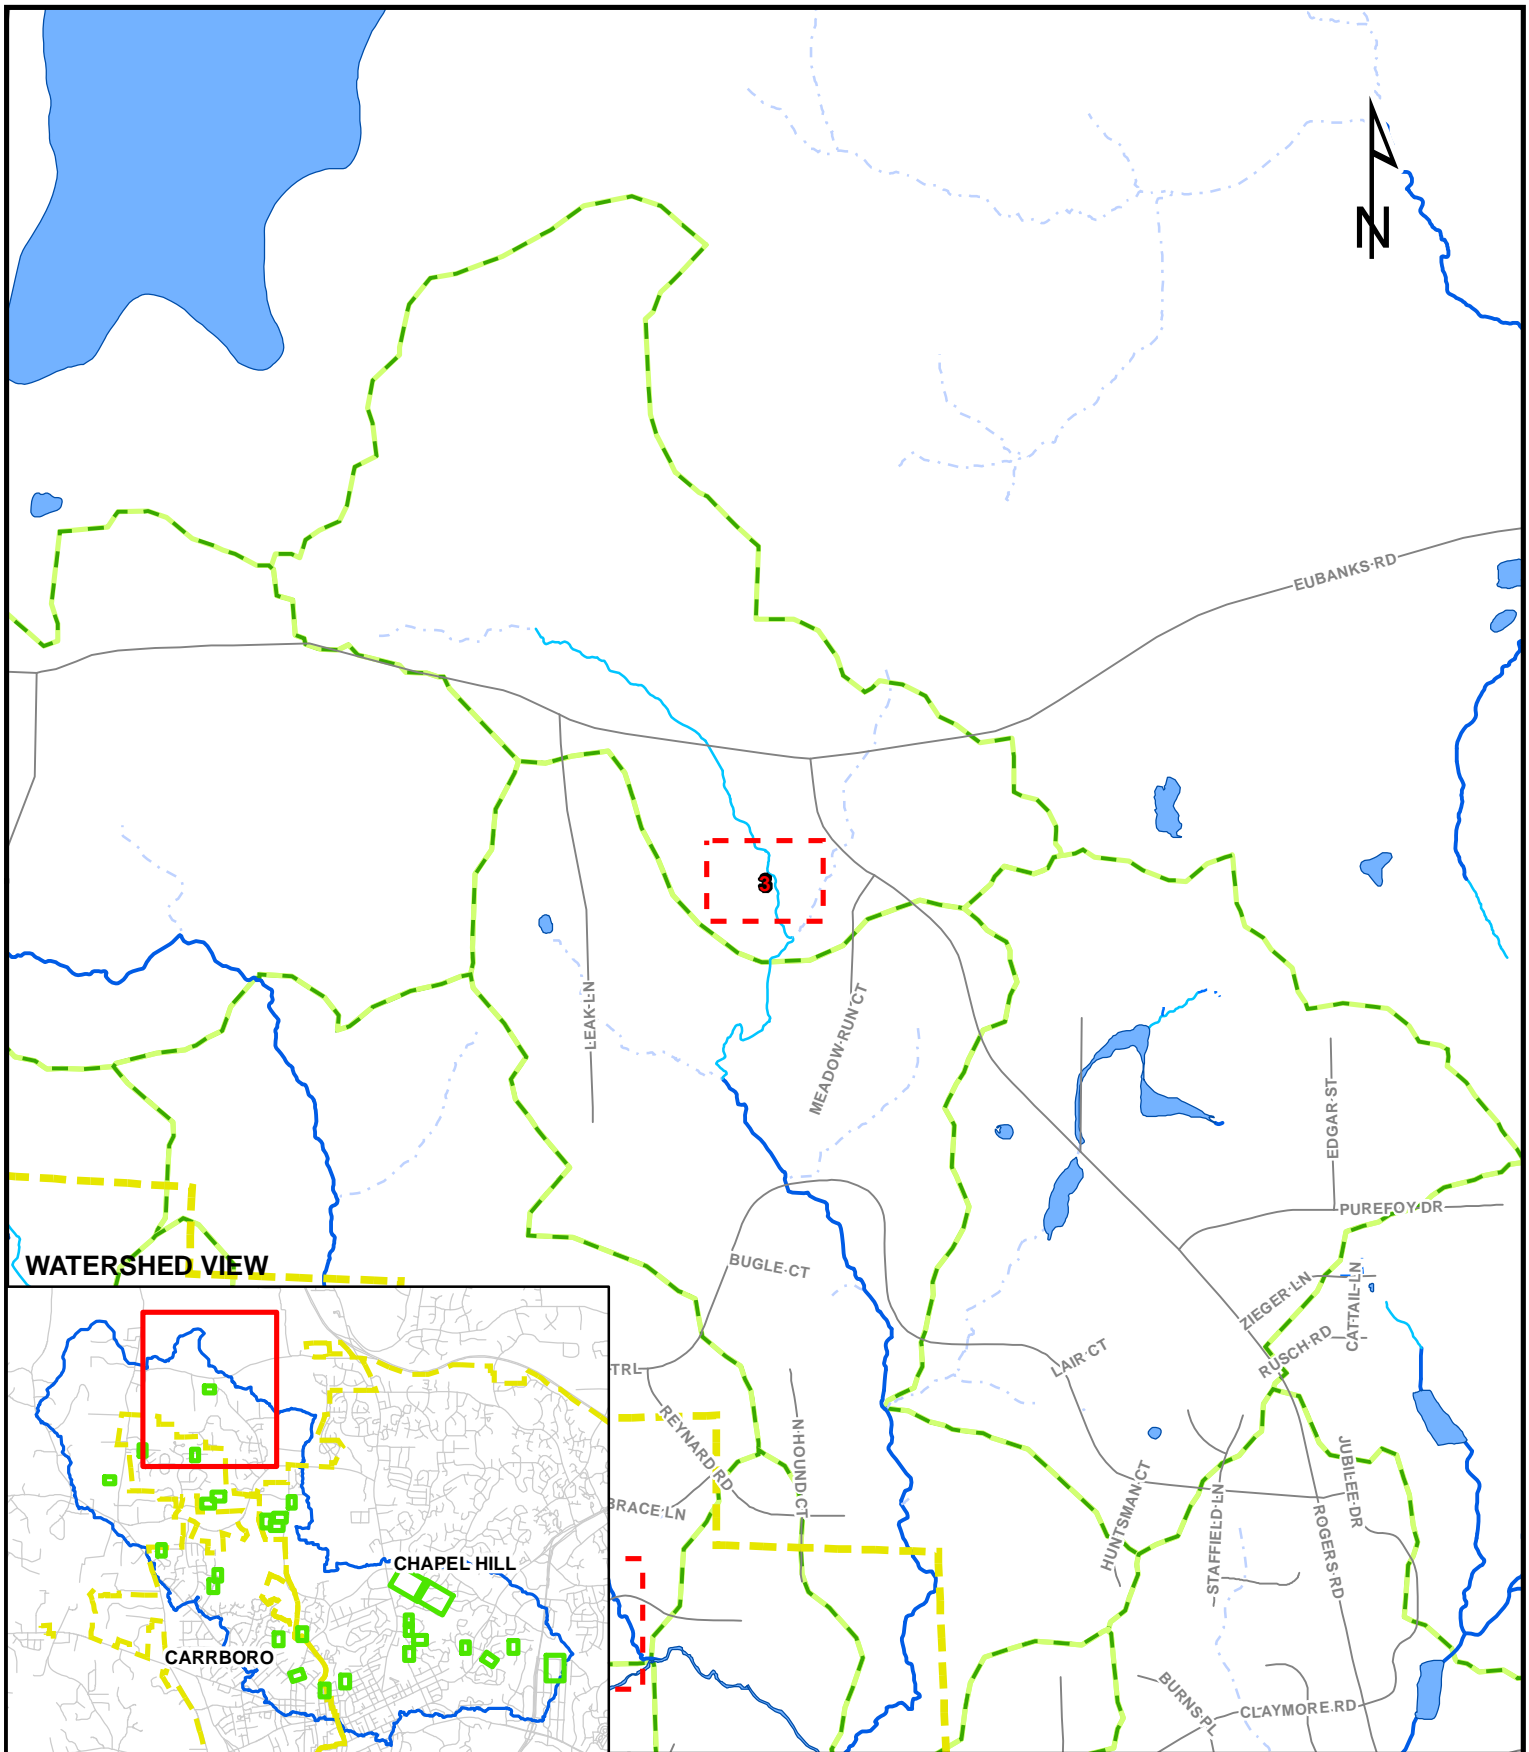 N
EUBANKS RD
3
LEAK LN
MEADOW RUN CT
EDGAR ST
PUREFOY DR
WATERSHED VIEW
BUGLE CT
ZIEGER LN
CATTAIL LN
RUSCH RD
LAIR CT
TRL
REYNARD RD
N HOUND CT
JUBILEE DR
HUNTSMAN CT
BRACE LN
STAFFIELD LN
ROGERS RD
CHAPEL HILL
CARRBORO
BURNS PL
CLAYMORE RD